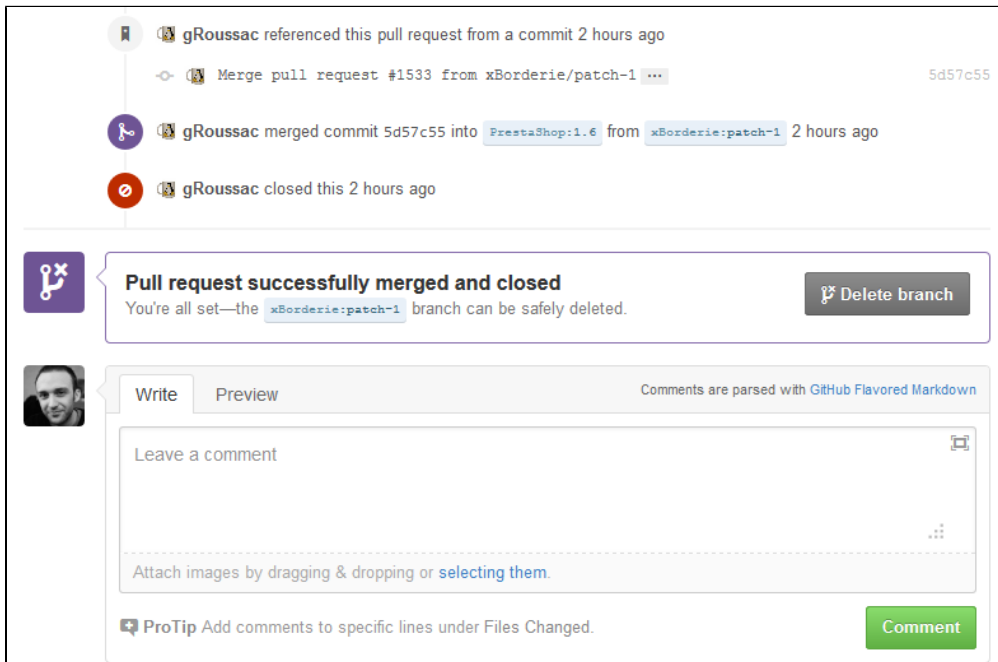 gRoussac referenced this pull request from a commit 2 hours ago
Merge pull request #1533 from xBorderie/patch-1 ... 5d57c55
gRoussac merged commit 5d57c55 into PrestaShop:1.6 from xBorderie:patch-1 2 hours ago
gRoussac closed this 2 hours ago
Pull request successfully merged and closed
You're all set—the xBorderie:patch-1 branch can be safely deleted.
Delete branch
Write Preview Comments are parsed with GitHub Flavored Markdown
Leave a comment
Attach images by dragging & dropping or selecting them.
ProTip Add comments to specific lines under Files Changed.
Comment